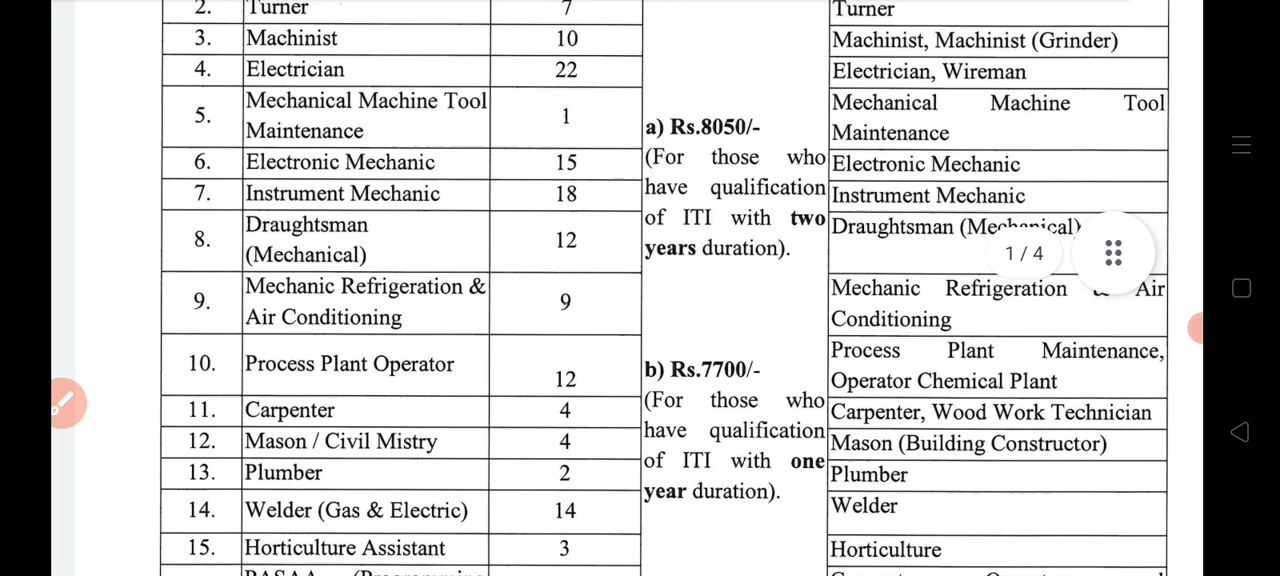 2. Turner 7 Turner
3. Machinist 10 Machinist, Machinist (Grinder)
4. Electrician 22 Electrician, Wireman
5. Mechanical Machine Tool Maintenance 1 Mechanical Machine Tool Maintenance
a) Rs.8050/-
(For those who
have qualification
of ITI with two
years duration).
6. Electronic Mechanic 15 Electronic Mechanic
7. Instrument Mechanic 18 Instrument Mechanic
8. Draughtsman (Mechanical) 12 Draughtsman (Mechanical)
1 / 4
9. Mechanic Refrigeration & Air Conditioning 9 Mechanic Refrigeration & Air Conditioning
10. Process Plant Operator 12 Process Plant Maintenance, Operator Chemical Plant
b) Rs.7700/-
(For those who
have qualification
of ITI with one
year duration).
11. Carpenter 4 Carpenter, Wood Work Technician
12. Mason / Civil Mistry 4 Mason (Building Constructor)
13. Plumber 2 Plumber
14. Welder (Gas & Electric) 14 Welder
15. Horticulture Assistant 3 Horticulture